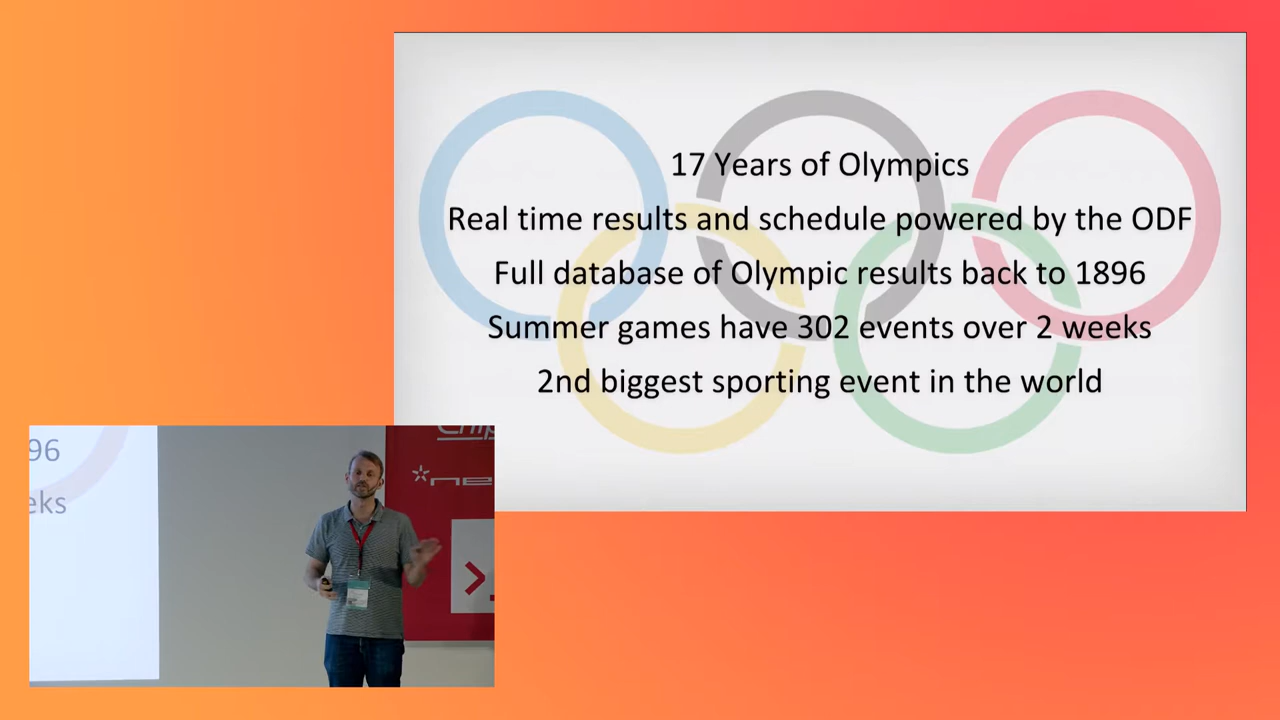 17 Years of Olympics
Real time results and schedule powered by the ODF
Full database of Olympic results back to 1896
Summer games have 302 events over 2 weeks
2nd biggest sporting event in the world
96
eks